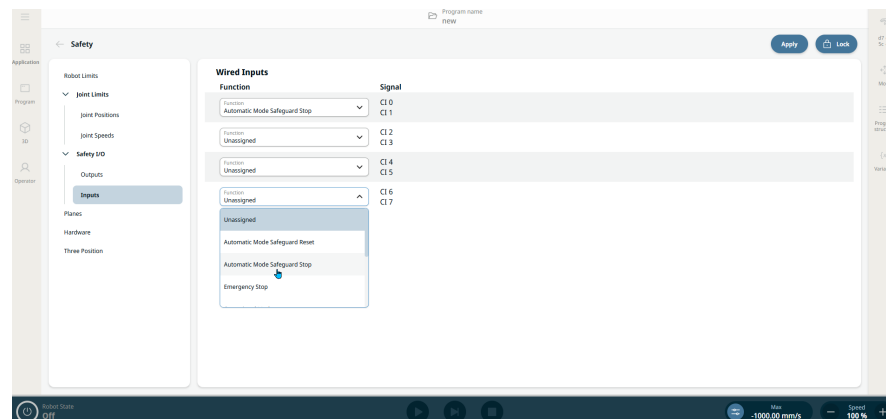 Program name
new
Safety
Apply
Lock
Application
Program
3D
Operator
Robot Limits
Joint Limits
Joint Positions
Joint Speeds
Safety I/O
Outputs
Inputs
Planes
Hardware
Three Position
Wired Inputs
Function Signal
Function
Automatic Mode Safeguard Stop
CI 0
CI 1
Function
Unassigned
CI 2
CI 3
Function
Unassigned
CI 4
CI 5
Function
Unassigned
CI 6
CI 7
Unassigned
Automatic Mode Safeguard Reset
Automatic Mode Safeguard Stop
Emergency Stop
Robot State
Off
Max
-1000.00 mm/s
Speed
100 %